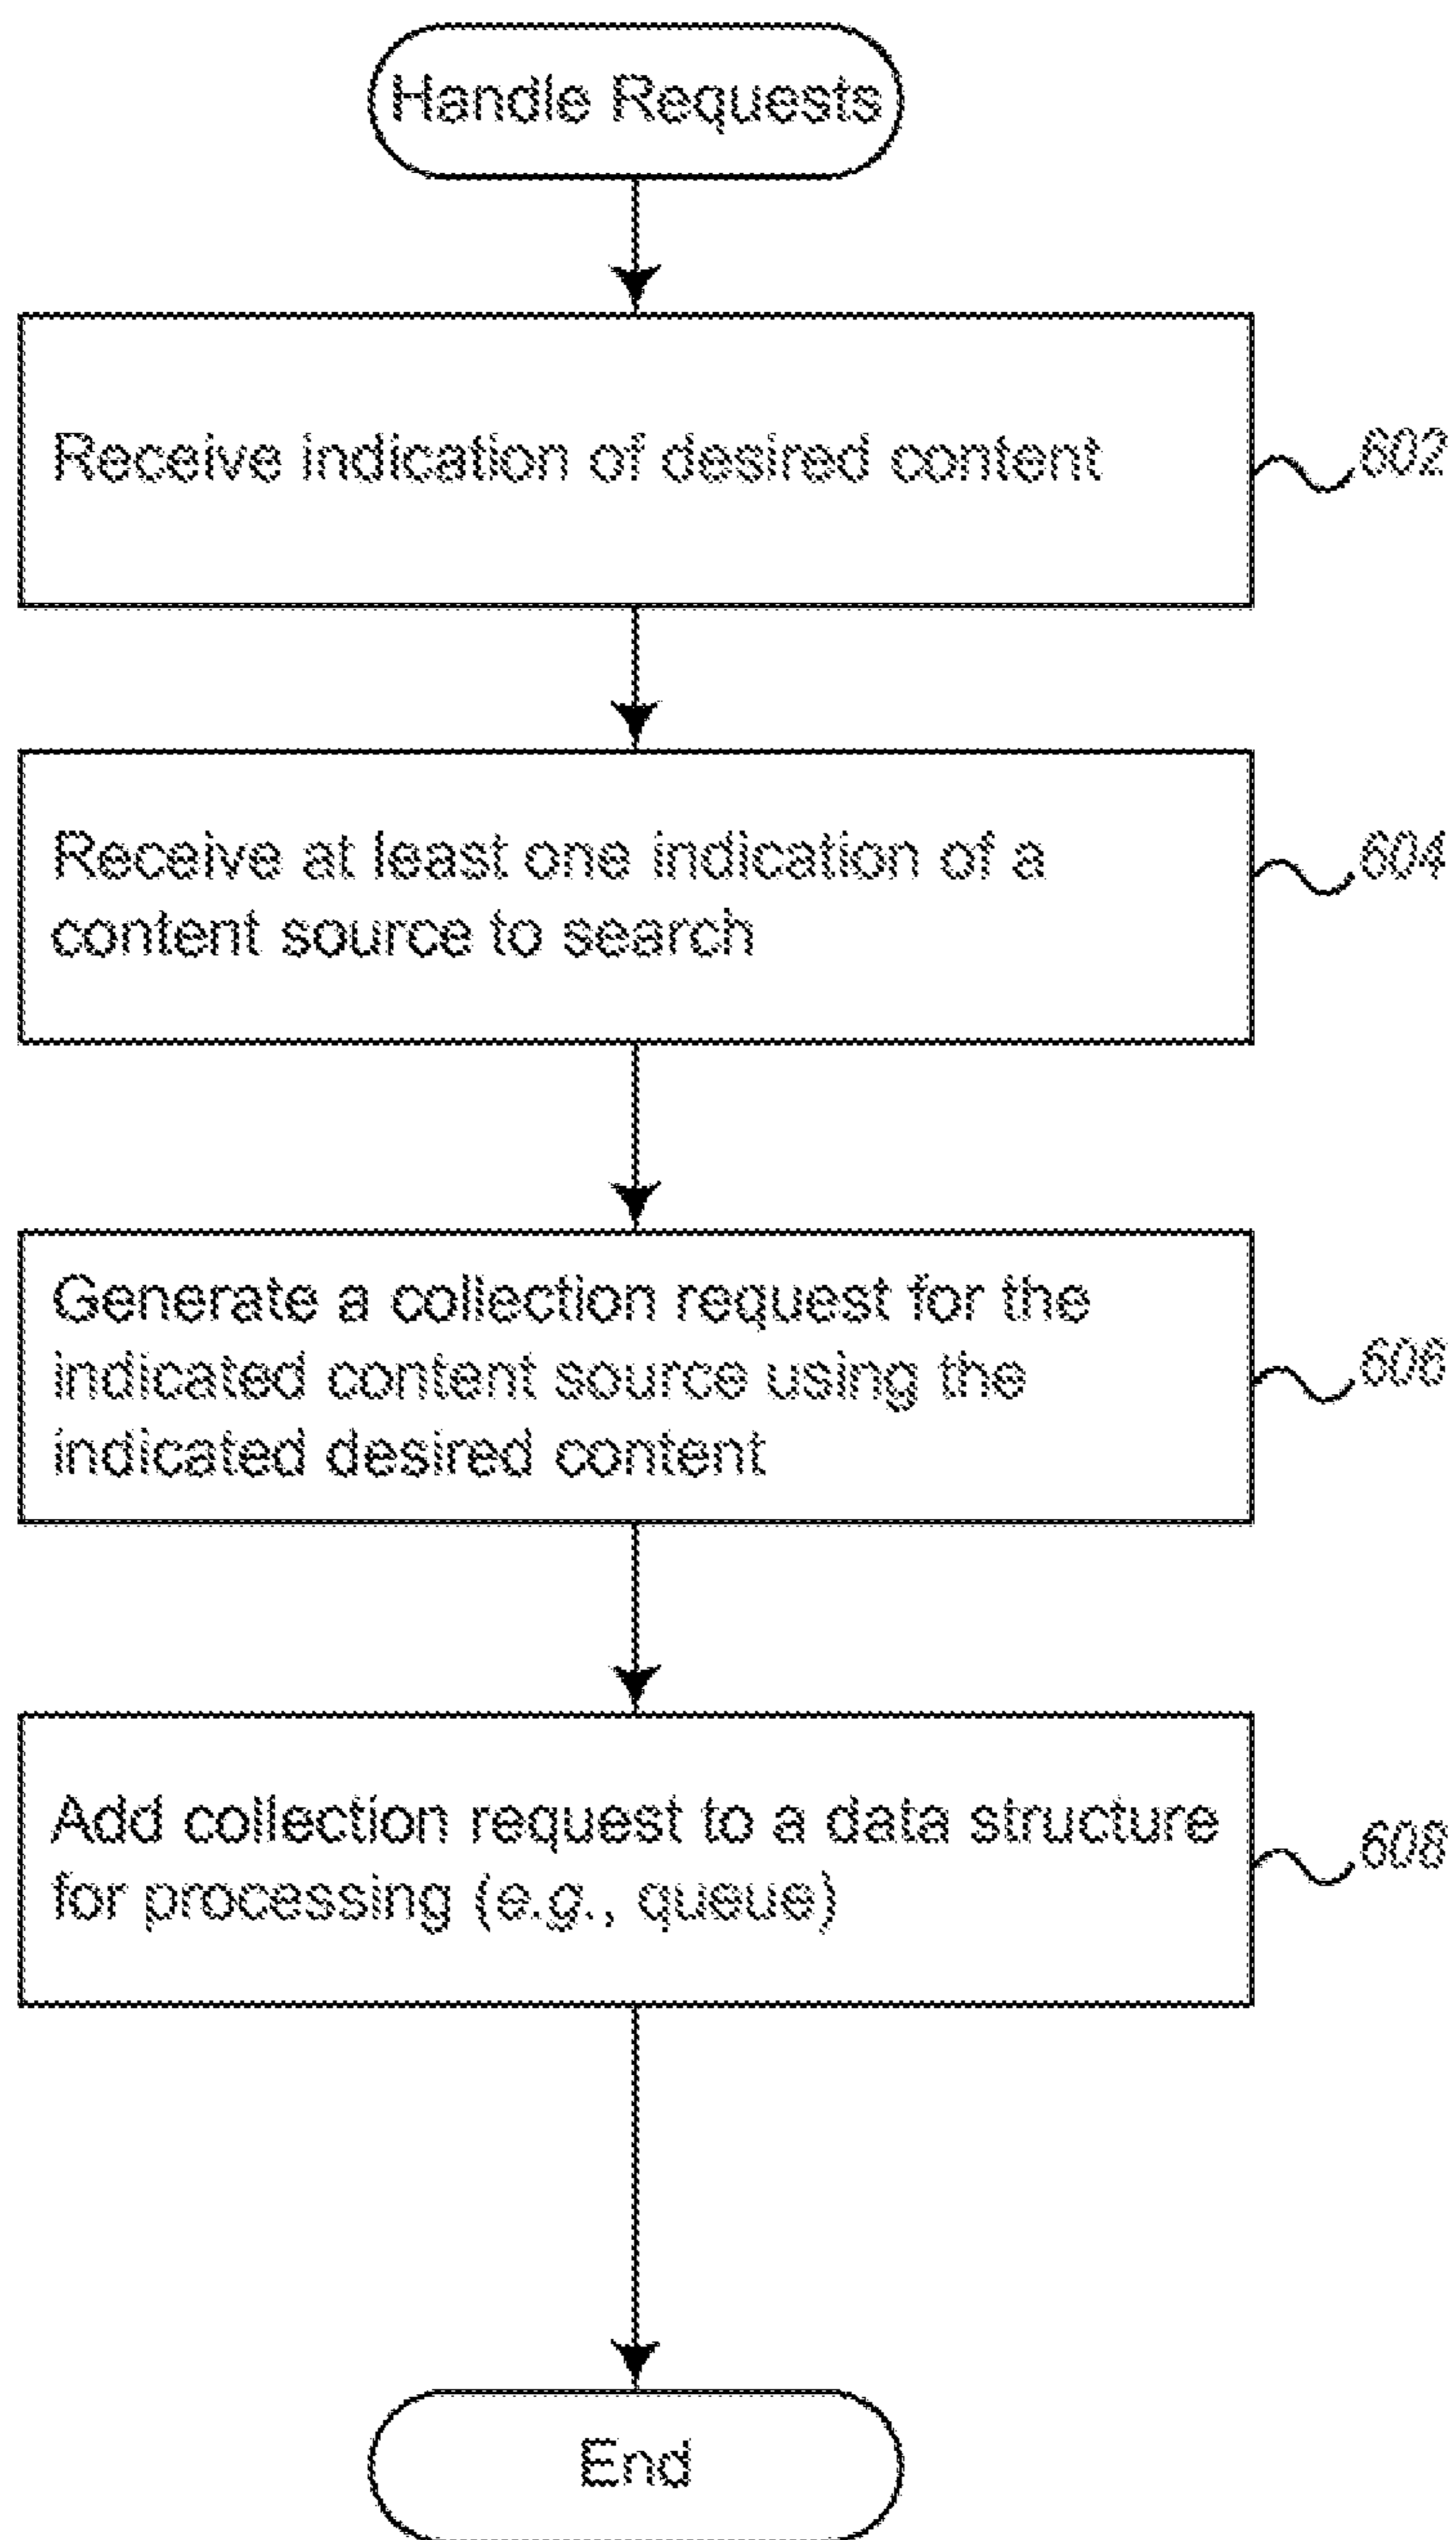 Handle Requests
Receive indication of desired content
602
Receive at least one indication of a
content source to search
604
Generate a collection request for the
indicated content source using the
indicated desired content
606
Add collection request to a data structure
for processing (e.g., queue)
608
End